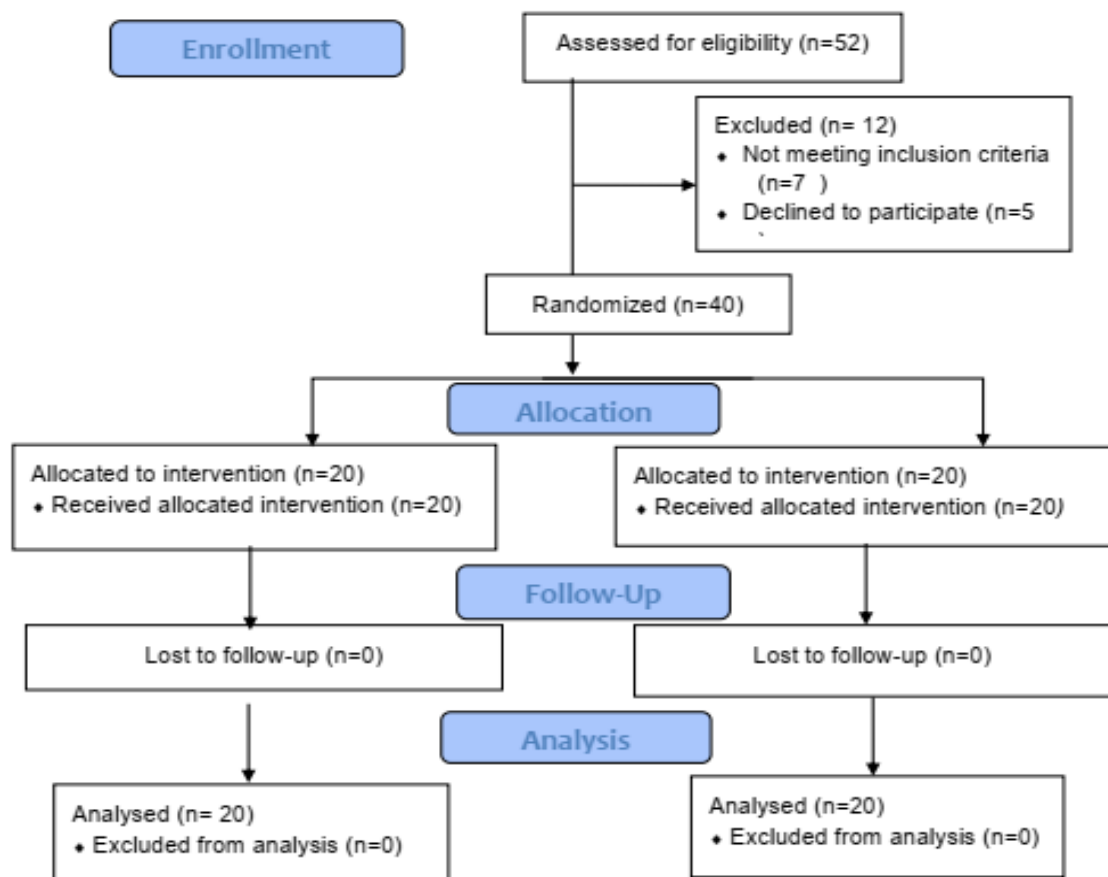 Enrollment
Assessed for eligibility (n=52)
Excluded (n= 12)
⬥ Not meeting inclusion criteria
(n=7 )
⬥ Declined to participate (n=5
Randomized (n=40)
Allocation
Allocated to intervention (n=20)
⬥ Received allocated intervention (n=20)
Allocated to intervention (n=20)
⬥ Received allocated intervention (n=20)
Follow-Up
Lost to follow-up (n=0)
Lost to follow-up (n=0)
Analysis
Analysed (n= 20)
⬥ Excluded from analysis (n=0)
Analysed (n=20)
⬥ Excluded from analysis (n=0)